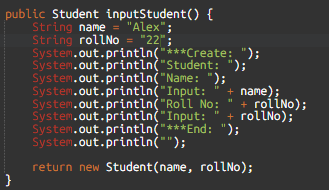 public Student inputStudent() {
    String name = "Alex";
    String rollNo = "22";
    System.out.println("***Create: ");
    System.out.println("Student: ");
    System.out.println("Name: ");
    System.out.println("Input: " + name);
    System.out.println("Roll No: " + rollNo);
    System.out.println("Input: " + rollNo);
    System.out.println("***End: ");
    System.out.println("");

    return new Student(name, rollNo);
}